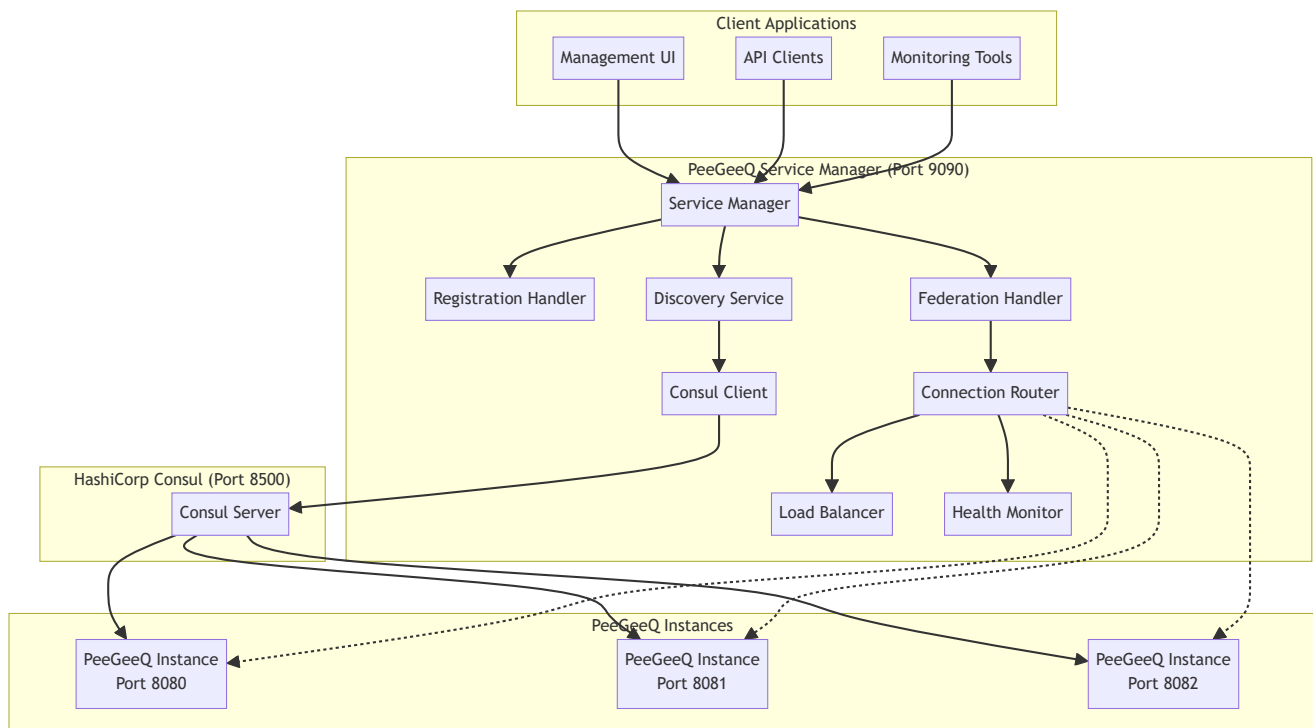 Client Applications
Management UI
API Clients
Monitoring Tools
PeeGeeQ Service Manager (Port 9090)
Service Manager
Registration Handler
Discovery Service
Federation Handler
Consul Client
Connection Router
HashiCorp Consul (Port 8500)
Consul Server
Load Balancer
Health Monitor
PeeGeeQ Instances
PeeGeeQ Instance
Port 8080
PeeGeeQ Instance
Port 8081
PeeGeeQ Instance
Port 8082